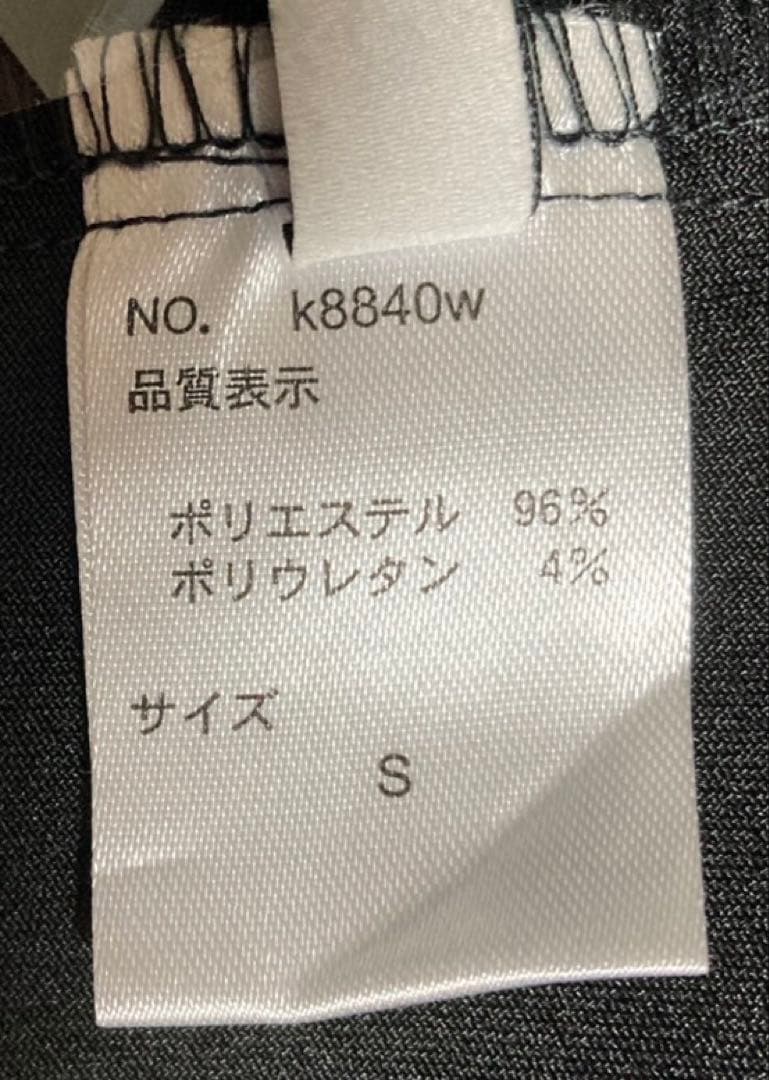 NO. k8840w
品質表示
ポリエステル 96%
ポリウレタン 4%
サイズ
S